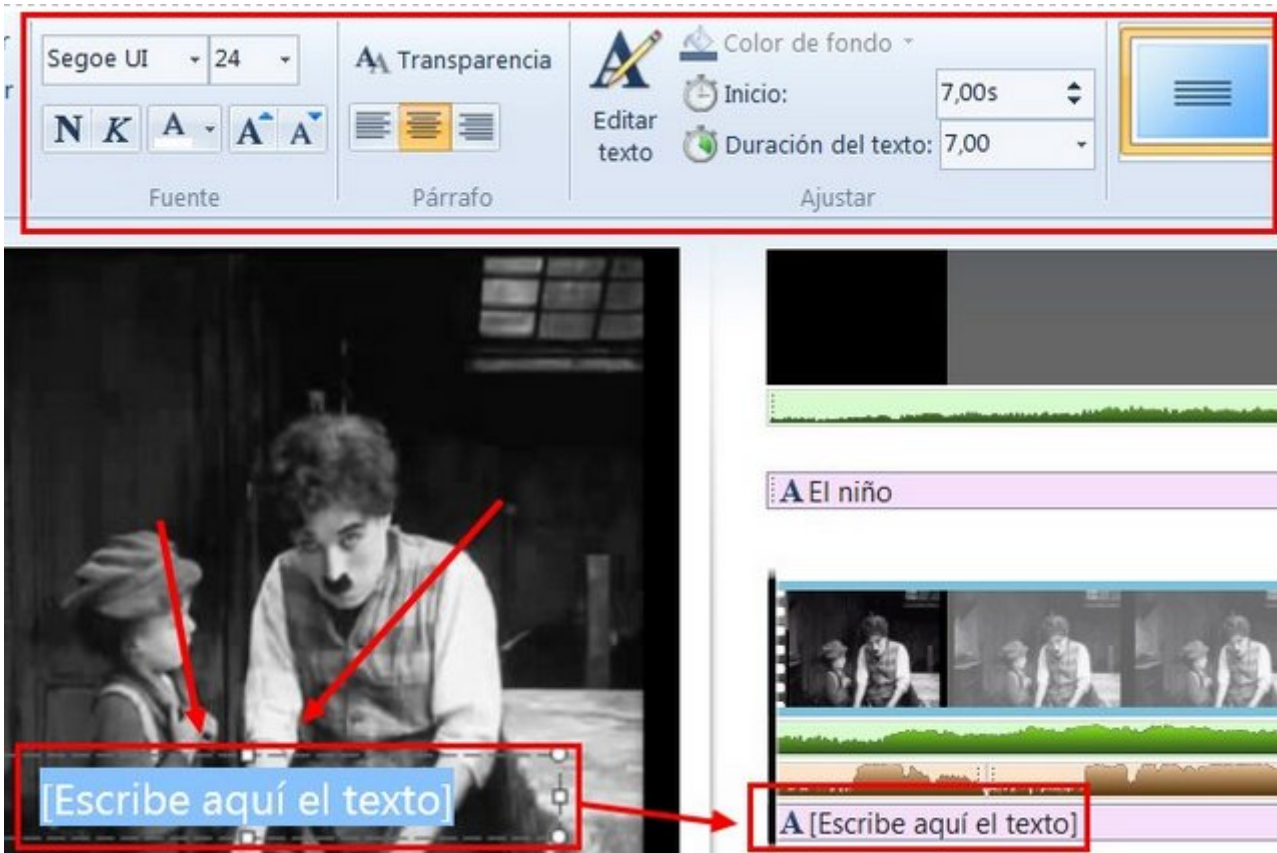 r
r
Segoe UI 24
N K A A A
Fuente
Transparencia
Párrafo
Editar
texto
Color de fondo
Inicio: 7,00s
Duración del texto: 7,00
Ajustar
A El niño
[Escribe aquí el texto]
A [Escribe aquí el texto]